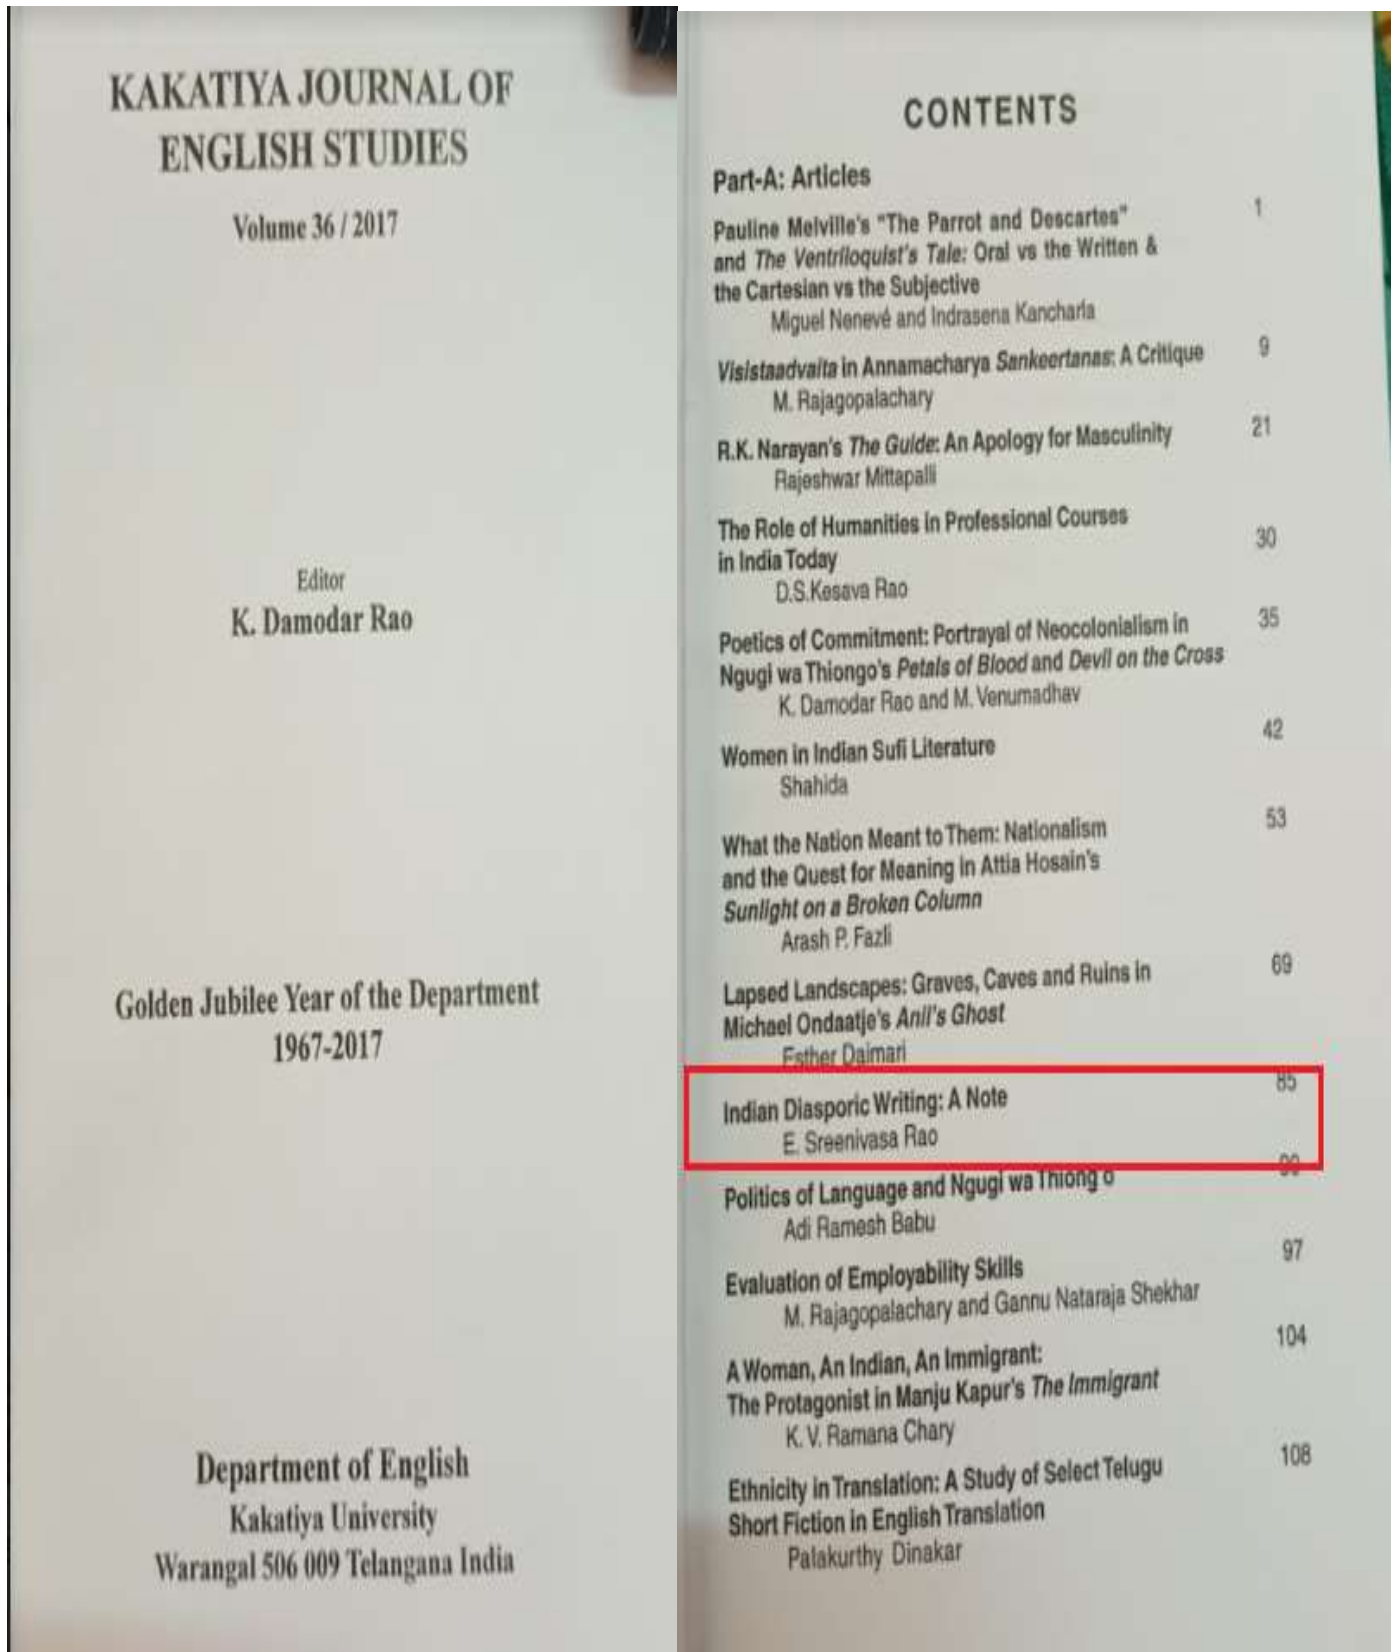 KAKATIYA JOURNAL OF
ENGLISH STUDIES
Volume 36 / 2017
Editor
K. Damodar Rao
Golden Jubilee Year of the Department
1967-2017
Department of English
Kakatiya University
Warangal 506 009 Telangana India
CONTENTS
Part-A: Articles
Pauline Melville's "The Parrot and Descartes" 1
and The Ventriloquist's Tale: Oral vs the Written &
the Cartesian vs the Subjective
Miguel Nenevé and Indrasena Kancharla
Visistaadvaita in Annamacharya Sankeertanas: A Critique 9
M. Rajagopalachary
R.K. Narayan's The Guide: An Apology for Masculinity 21
Rajeshwar Mittapalli
The Role of Humanities in Professional Courses
in India Today 30
D.S.Kesava Rao
Poetics of Commitment: Portrayal of Neocolonialism in 35
Ngugi wa Thiongo's Petals of Blood and Devil on the Cross
K. Damodar Rao and M. Venumadhav
Women in Indian Sufi Literature 42
Shahida
What the Nation Meant to Them: Nationalism 53
and the Quest for Meaning in Attia Hosain's
Sunlight on a Broken Column
Arash P. Fazli
Lapsed Landscapes: Graves, Caves and Ruins in 69
Michael Ondaatje's Anil's Ghost
Esther Daimari
Indian Diasporic Writing: A Note 85
E. Sreenivasa Rao
Politics of Language and Ngugi wa Thiong'o
Adi Ramesh Babu
Evaluation of Employability Skills 97
M. Rajagopalachary and Gannu Nataraja Shekhar
A Woman, An Indian, An Immigrant: 104
The Protagonist in Manju Kapur's The Immigrant
K. V. Ramana Chary
Ethnicity in Translation: A Study of Select Telugu 108
Short Fiction in English Translation
Palakurthy Dinakar